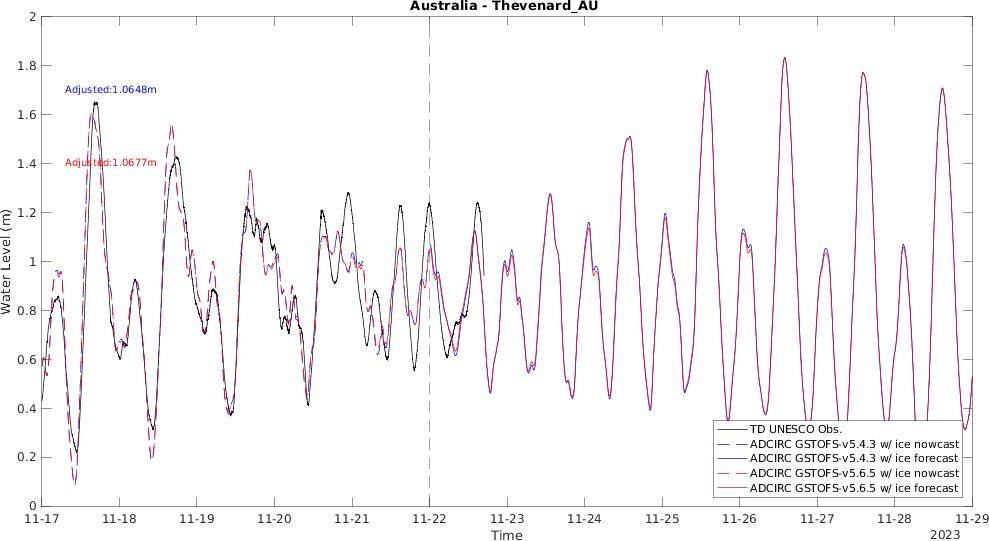 Australia - Thevenard_AU
2
1.8
1.6
1.4
1.2
1
0.8
0.6
0.4
0.2
0
Water Level (m)
Adjusted:1.0648m
Adjusted:1.0677m
TD UNESCO Obs.
ADCIRC GSTOFS-v5.4.3 w/ ice nowcast
ADCIRC GSTOFS-v5.4.3 w/ ice forecast
ADCIRC GSTOFS-v5.6.5 w/ ice nowcast
ADCIRC GSTOFS-v5.6.5 w/ ice forecast
11-17 11-18 11-19 11-20 11-21 11-22 11-23 11-24 11-25 11-26 11-27 11-28 11-29
Time
2023